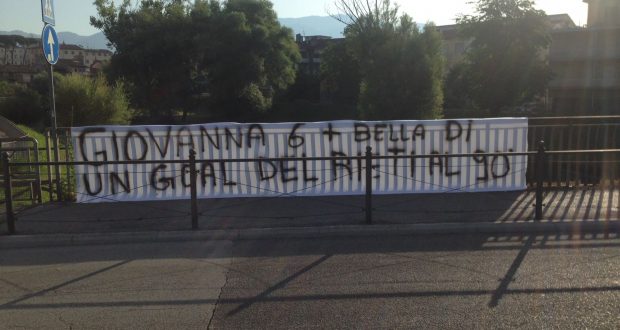 GIOVANNA 6 + BELLA DI
UN GOAL DEL RIETI AL 90'